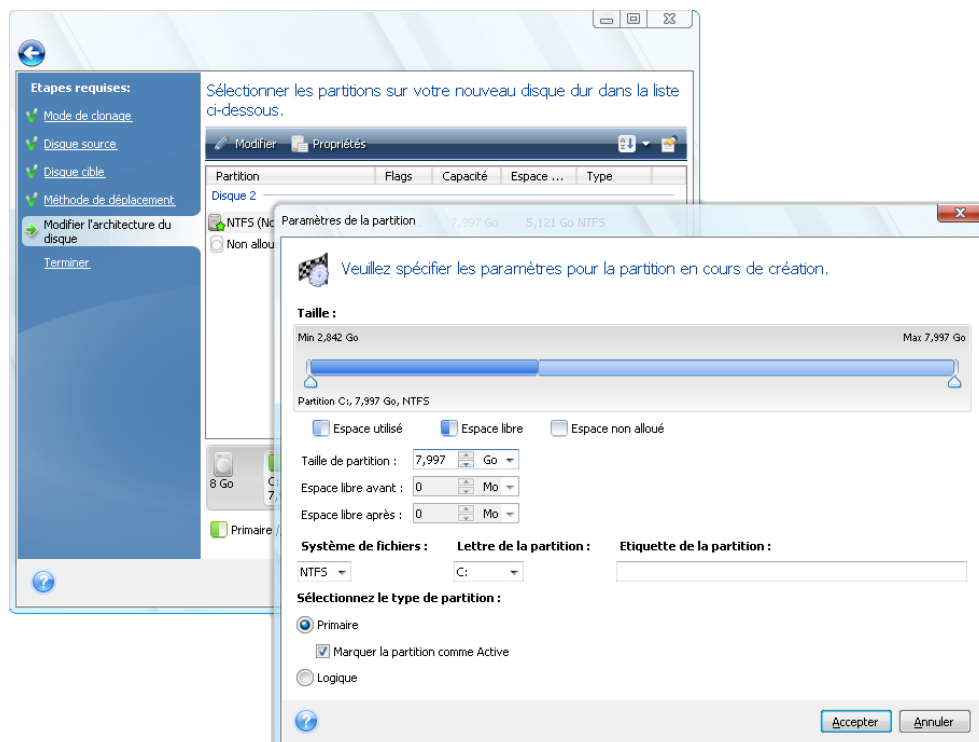 Etapes requises:
Mode de clonage
Disque source
Disque cible
Méthode de déplacement
Modifier l'architecture du
disque
Terminer
Sélectionner les partitions sur votre nouveau disque dur dans la liste
ci-dessous.
Modifier Propriétés
Partition Flags Capacité Espace ... Type
Disque 2
NTFS (No 7,997 Go 5,121 Go NTFS
Non allou
8 Go C:
7,
Primaire /
Paramètres de la partition
Veuillez spécifier les paramètres pour la partition en cours de création.
Taille :
Min 2,842 Go Max 7,997 Go
Partition C:, 7,997 Go, NTFS
Espace utilisé Espace libre Espace non alloué
Taille de partition : 7,997 Go
Espace libre avant : 0 Mo
Espace libre après : 0 Mo
Système de fichiers : Lettre de la partition : Etiquette de la partition :
NTFS C:
Sélectionnez le type de partition :
Primaire
Marquer la partition comme Active
Logique
Accepter Annuler